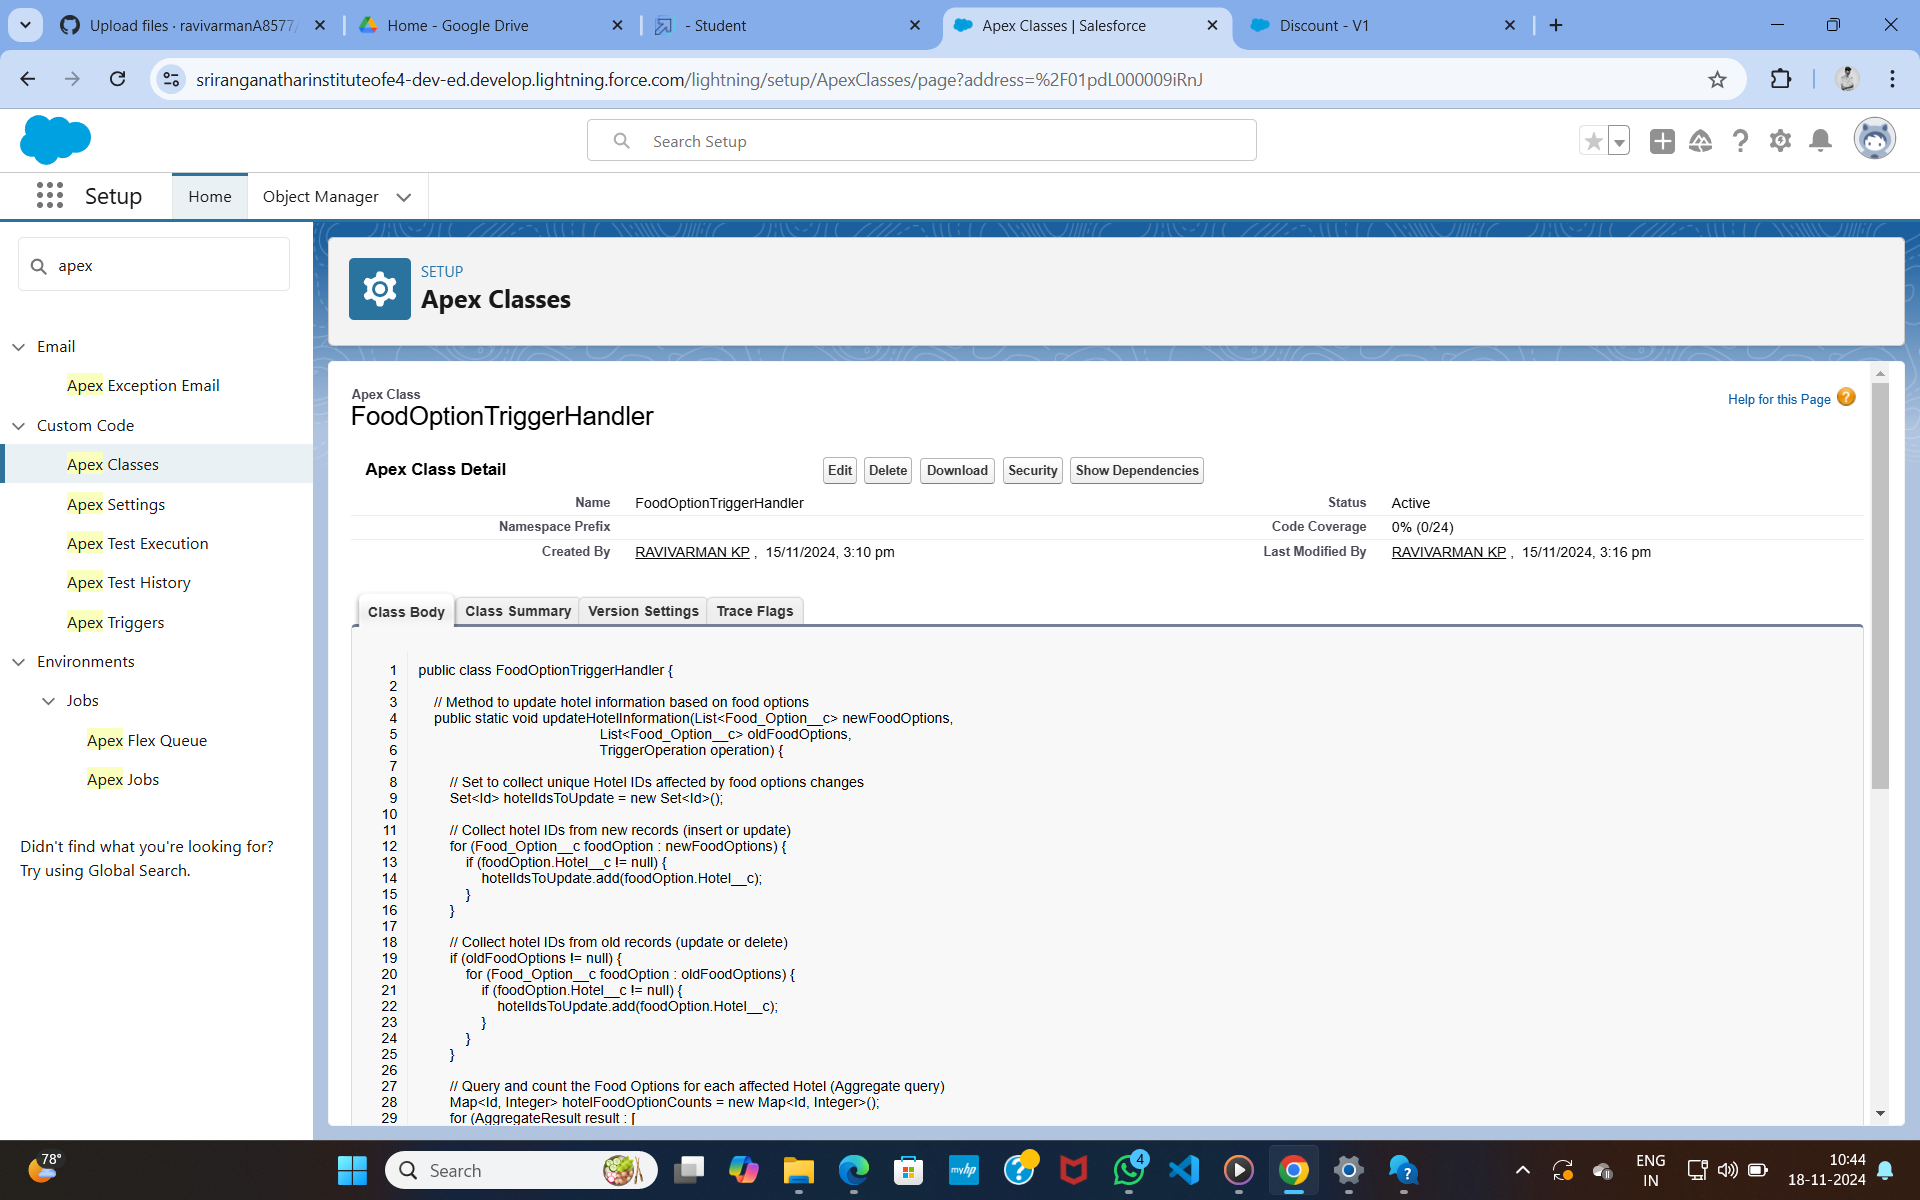 Upload files · ravivarmanA8577/
Home - Google Drive
- Student
Apex Classes | Salesforce
Discount - V1
sriranganatharinstituteofe4-dev-ed.develop.lightning.force.com/lightning/setup/ApexClasses/page?address=%2F01pdL000009iRnJ
Search Setup
Setup
Home
Object Manager
apex
Email
Apex Exception Email
Custom Code
Apex Classes
Apex Settings
Apex Test Execution
Apex Test History
Apex Triggers
Environments
Jobs
Apex Flex Queue
Apex Jobs
Didn't find what you're looking for?
Try using Global Search.
SETUP
Apex Classes
Apex Class
FoodOptionTriggerHandler
Help for this Page ?
Apex Class Detail
Edit Delete Download Security Show Dependencies
Name FoodOptionTriggerHandler Status Active
Namespace Prefix Code Coverage 0% (0/24)
Created By RAVIVARMAN KP , 15/11/2024, 3:10 pm Last Modified By RAVIVARMAN KP , 15/11/2024, 3:16 pm
Class Body Class Summary Version Settings Trace Flags
1 public class FoodOptionTriggerHandler {
2
3 // Method to update hotel information based on food options
4 public static void updateHotelInformation(List<Food_Option__c> newFoodOptions,
5 List<Food_Option__c> oldFoodOptions,
6 TriggerOperation operation) {
7
8 // Set to collect unique Hotel IDs affected by food options changes
9 Set<Id> hotelIdsToUpdate = new Set<Id>();
10
11 // Collect hotel IDs from new records (insert or update)
12 for (Food_Option__c foodOption : newFoodOptions) {
13 if (foodOption.Hotel__c != null) {
14 hotelIdsToUpdate.add(foodOption.Hotel__c);
15 }
16 }
17
18 // Collect hotel IDs from old records (update or delete)
19 if (oldFoodOptions != null) {
20 for (Food_Option__c foodOption : oldFoodOptions) {
21 if (foodOption.Hotel__c != null) {
22 hotelIdsToUpdate.add(foodOption.Hotel__c);
23 }
24 }
25 }
26
27 // Query and count the Food Options for each affected Hotel (Aggregate query)
28 Map<Id, Integer> hotelFoodOptionCounts = new Map<Id, Integer>();
29 for (AggregateResult result : [
78°
Search
myhp
4
ENG
IN
10:44
18-11-2024